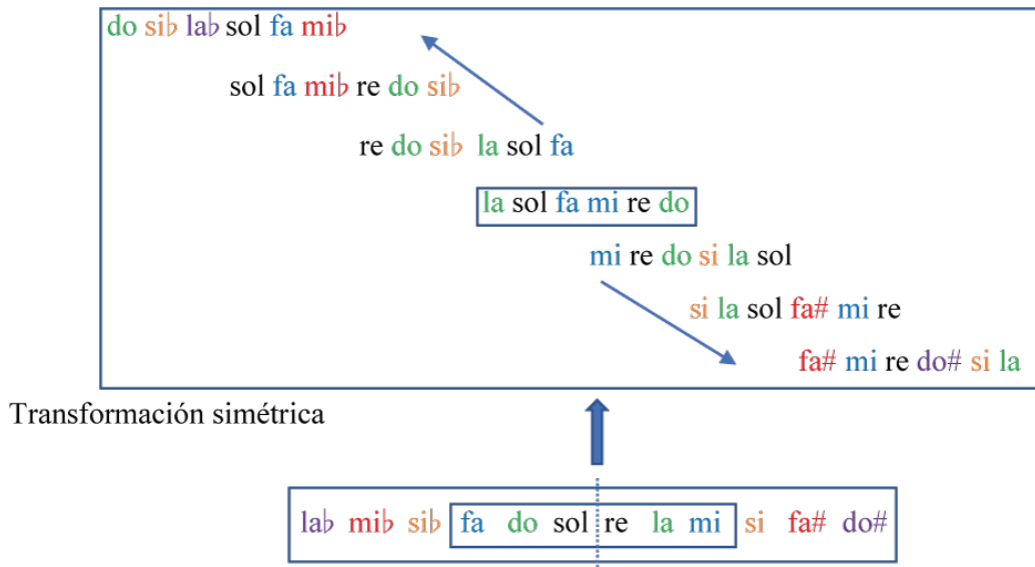 do si♭ la♭ sol fa mi♭
sol fa mi♭ re do si♭
re do si♭ la sol fa
la sol fa mi re do
mi re do si la sol
si la sol fa# mi re
fa# mi re do# si la
Transformación simétrica
la♭ mi♭ si♭ fa do sol re la mi si fa# do#